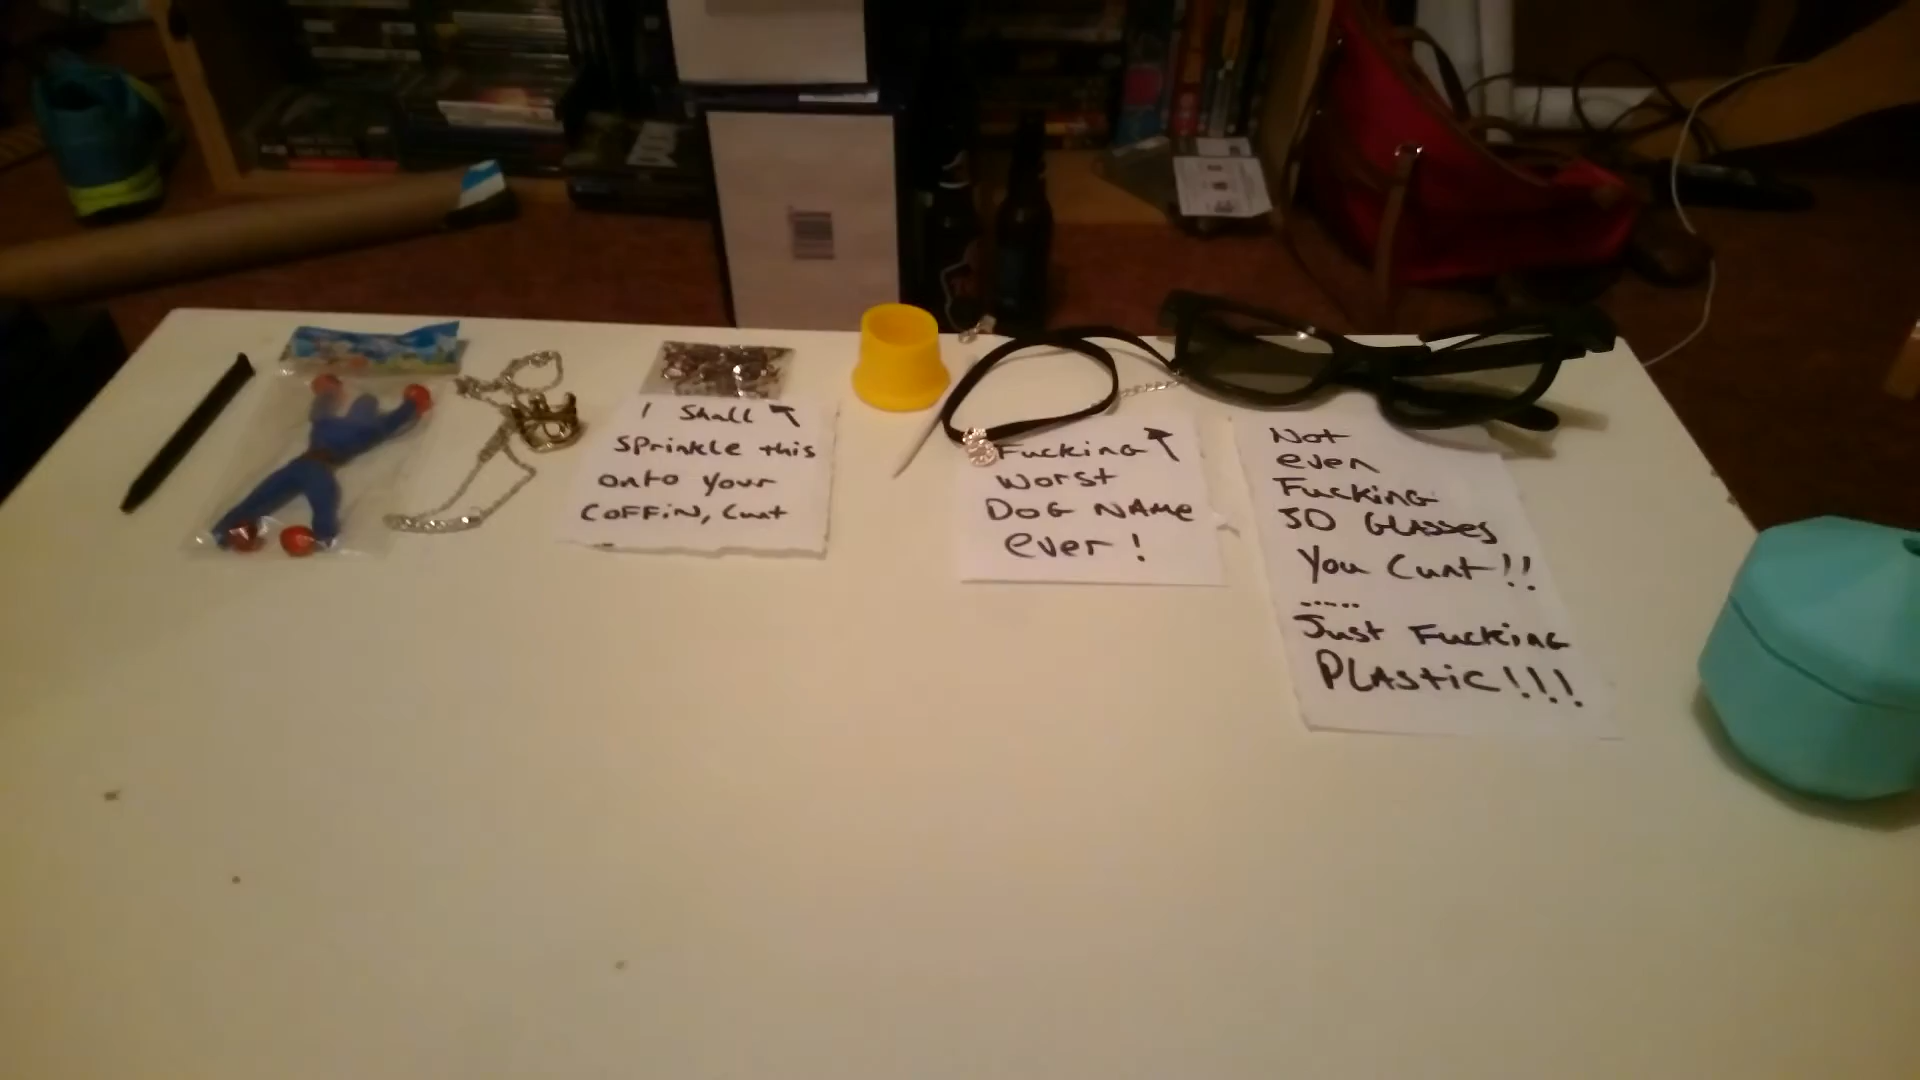 I Shall
Sprinkle this
onto your
COFFiN, Cunt
Fucking
Worst
DOG NAMe
ever!
Not
even
Fucking
3D GLAsses
You Cunt!!
.....
Just Fucking
PLAStiC!!!